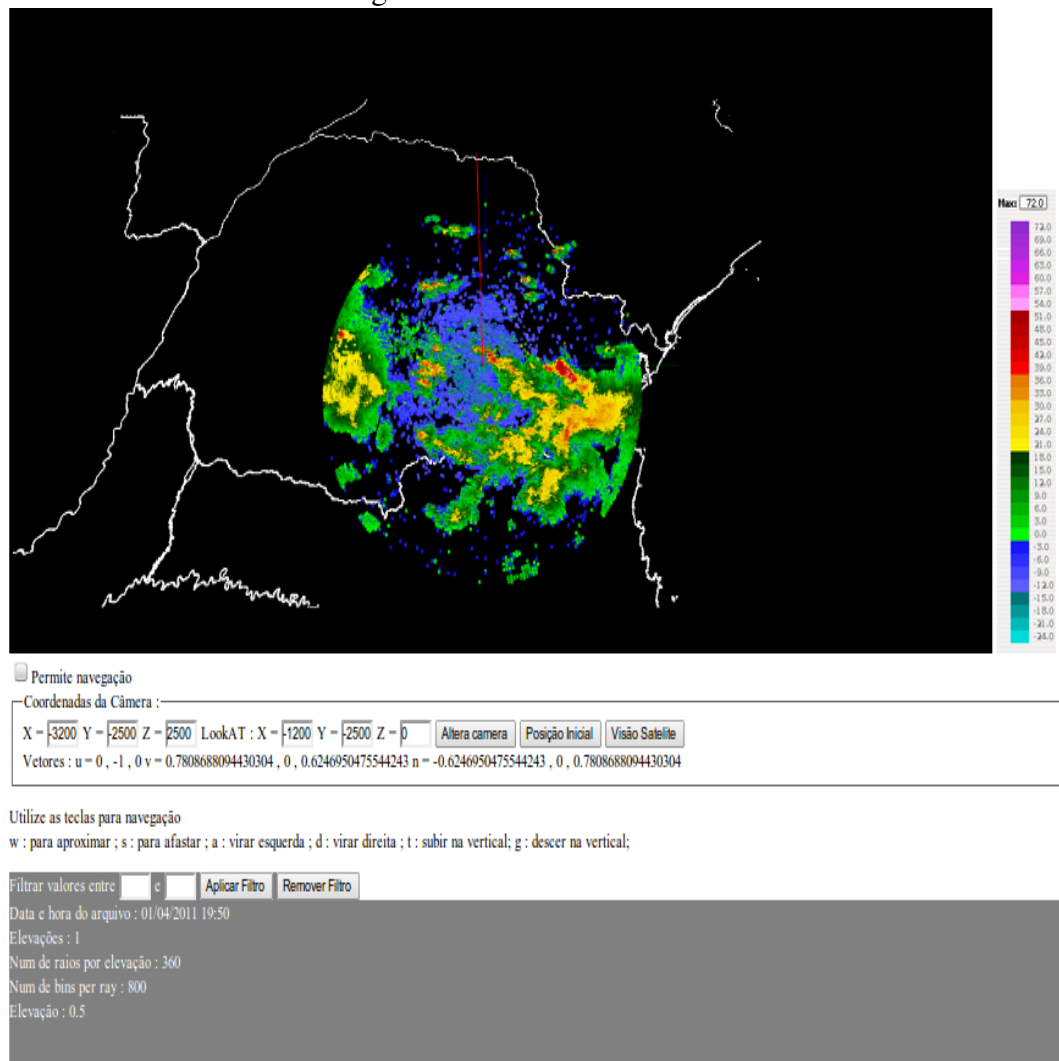 Max: 72.0
72.0
69.0
66.0
63.0
60.0
57.0
54.0
51.0
48.0
45.0
42.0
39.0
36.0
33.0
30.0
27.0
24.0
21.0
18.0
15.0
12.0
9.0
6.0
3.0
0.0
-3.0
-6.0
-9.0
-12.0
-15.0
-18.0
-21.0
-24.0
Permite navegação
Coordenadas da Câmera :
X = -3200 Y = -2500 Z = 2500 LookAT : X = -1200 Y = -2500 Z = 0 Altera camera Posição Inicial Visão Satelite
Vetores : u = 0 , -1 , 0 v = 0.7808688094430304 , 0 , 0.6246950475544243 n = -0.6246950475544243 , 0 , 0.7808688094430304
Utilize as teclas para navegação
w : para aproximar ; s : para afastar ; a : virar esquerda ; d : virar direita ; t : subir na vertical; g : descer na vertical;
Filtrar valores entre e Aplicar Filtro Remover Filtro
Data e hora do arquivo : 01/04/2011 19:50
Elevações : 1
Num de raios por elevação : 360
Num de bins per ray : 800
Elevação : 0.5